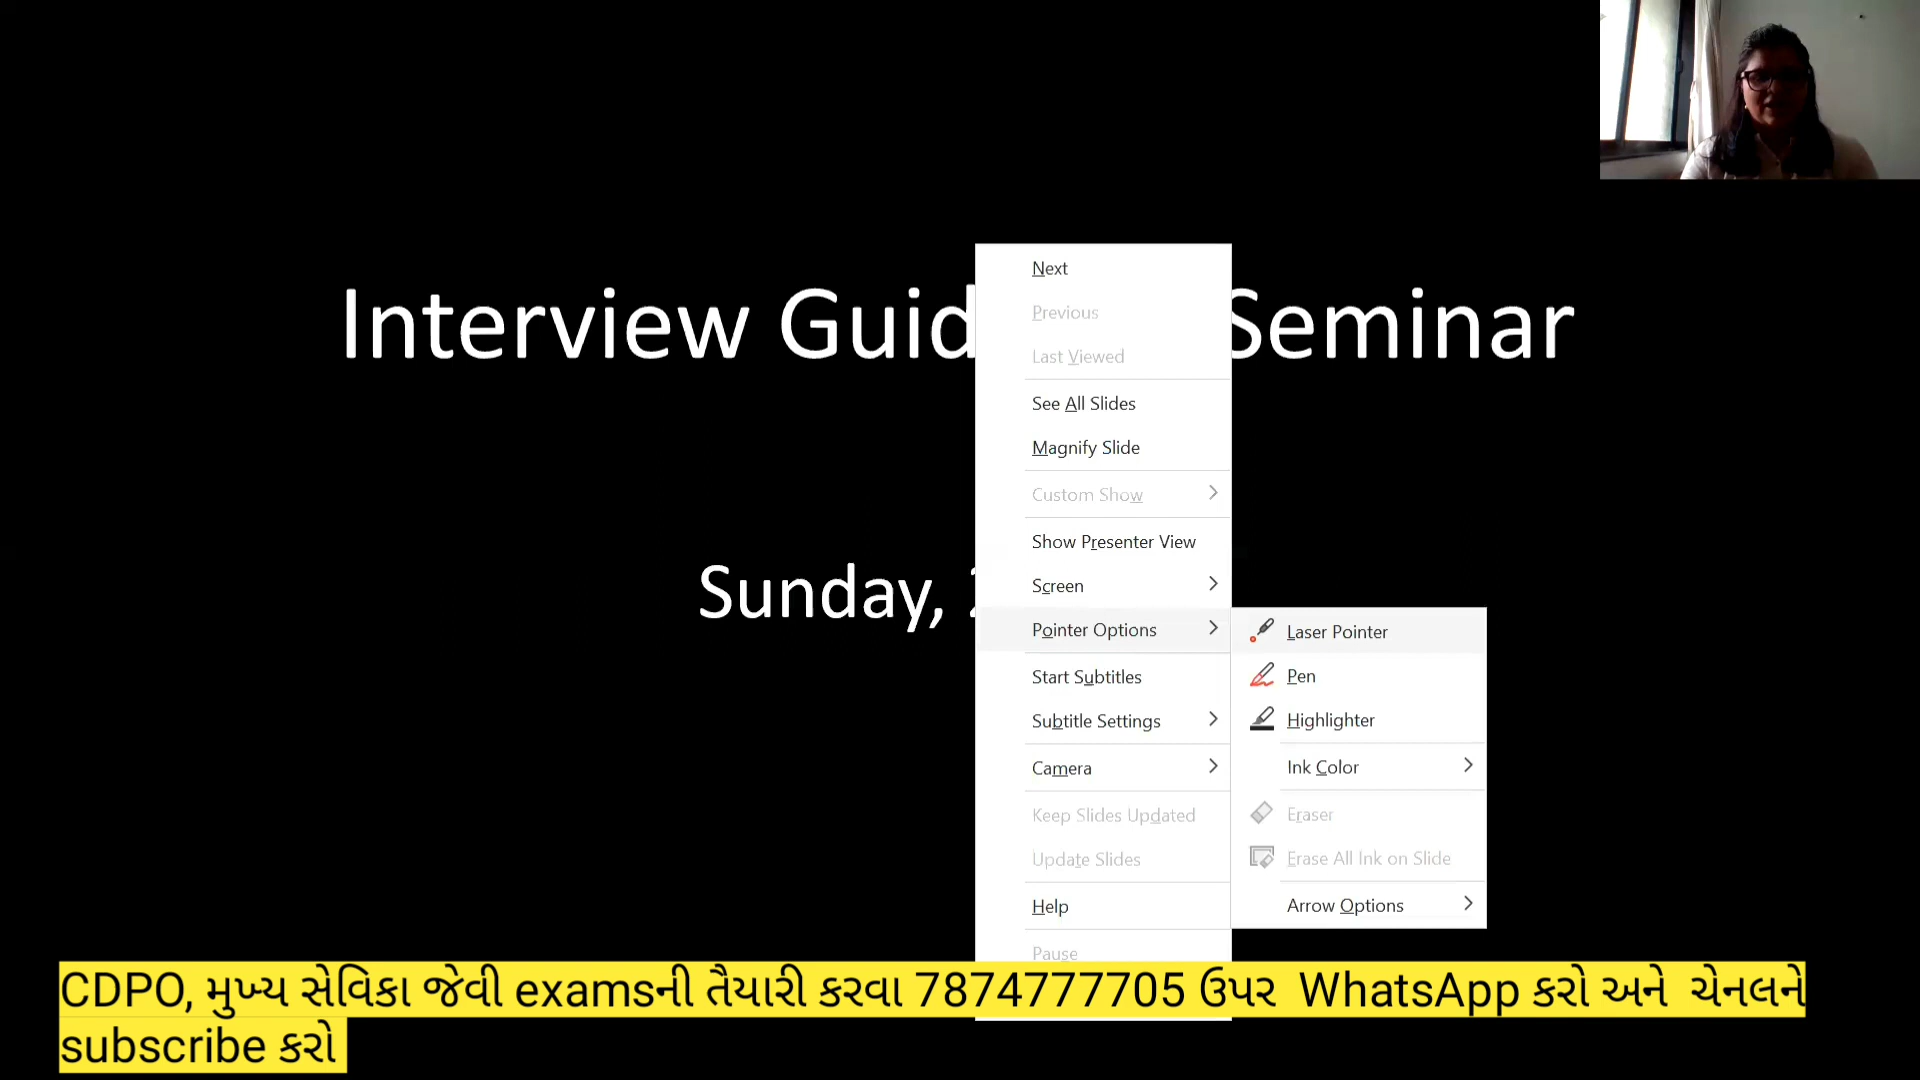 Interview Guid Seminar
Sunday,
Next
Previous
Last Viewed
See All Slides
Magnify Slide
Custom Show
Show Presenter View
Screen
Pointer Options
Start Subtitles
Subtitle Settings
Camera
Keep Slides Updated
Update Slides
Help
Pause
Laser Pointer
Pen
Highlighter
Ink Color
Eraser
Erase All Ink on Slide
Arrow Options
CDPO, મુખ્ય સેવિકા જેવી examsની તૈયારી કરવા 7874777705 ઉપર WhatsApp કરો અને ચેનલને
subscribe કરો